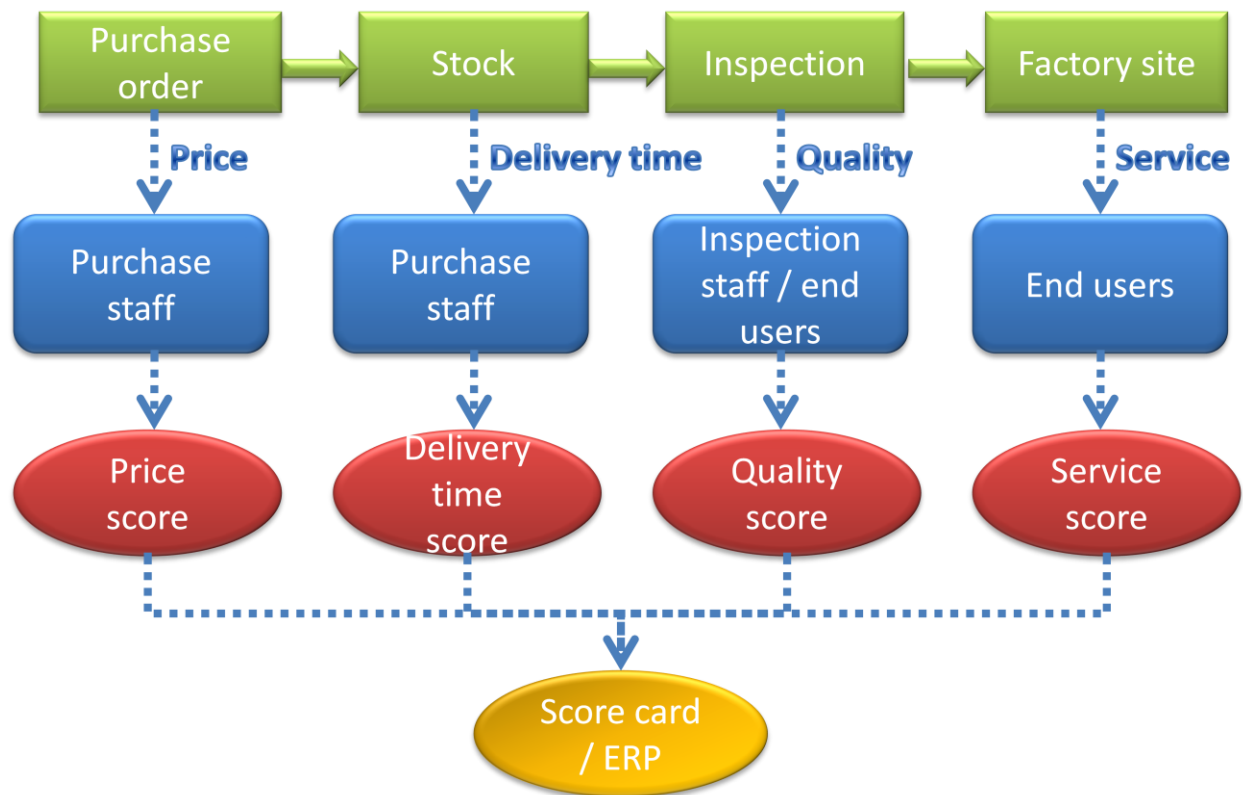 Purchase
order
Stock
Inspection
Factory site
Price
Delivery time
Quality
Service
Purchase
staff
Purchase
staff
Inspection
staff / end
users
End users
Price
score
Delivery
time
score
Quality
score
Service
score
Score card
/ ERP